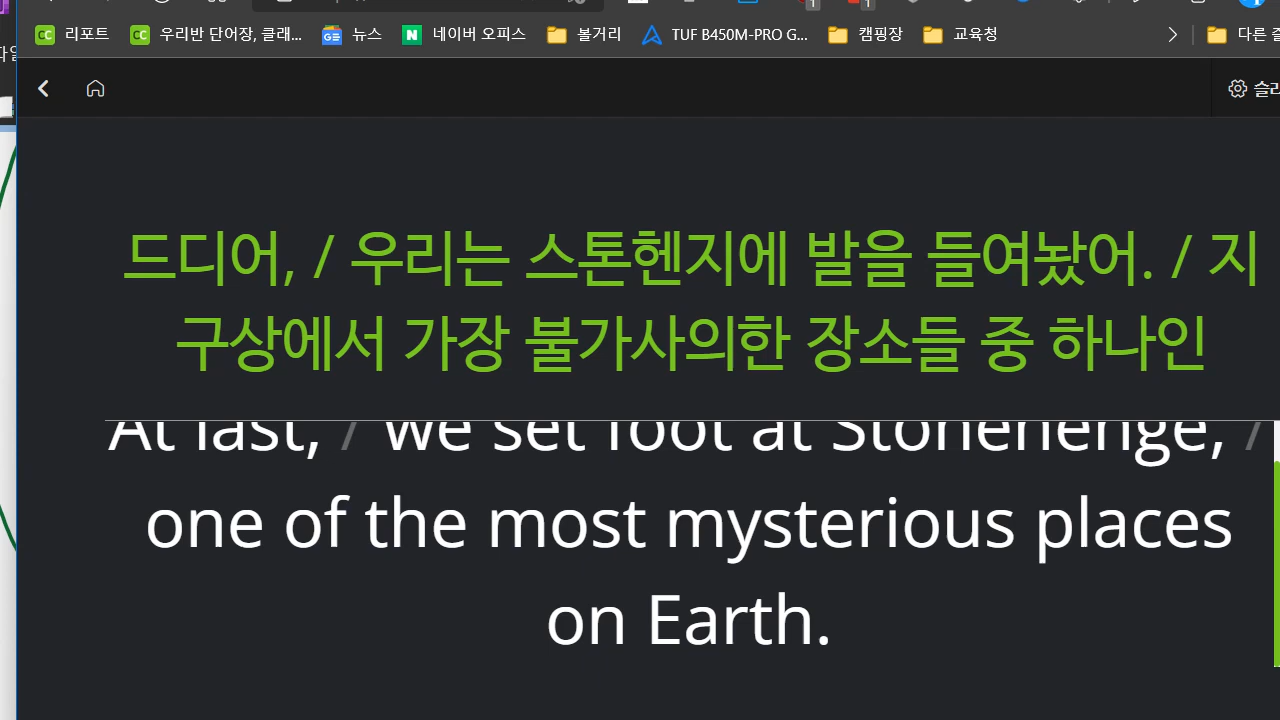 리포트 우리반 단어장, 클래... 뉴스 네이버 오피스 볼거리 TUF B450M-PRO G... 캠핑장 교육청 다른
드디어, / 우리는 스톤헨지에 발을 들여놨어. / 지
구상에서 가장 불가사의한 장소들 중 하나인
At last, / we set foot at Stonehenge, /
one of the most mysterious places
on Earth.